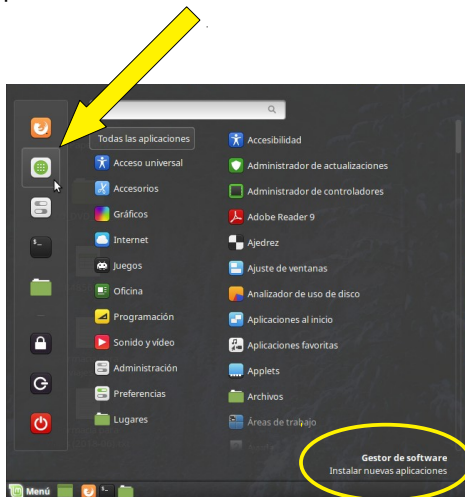 Todas las aplicaciones
Acceso universal
Accesorios
Gráficos
Internet
Juegos
Oficina
Programación
Sonido y vídeo
Administración
Preferencias
Lugares
Accesibilidad
Administrador de actualizaciones
Administrador de controladores
Adobe Reader 9
Ajedrez
Ajuste de ventanas
Analizador de uso de disco
Aplicaciones al inicio
Aplicaciones favoritas
Applets
Archivos
Áreas de trabajo
Gestor de software
Instalar nuevas aplicaciones
Menú